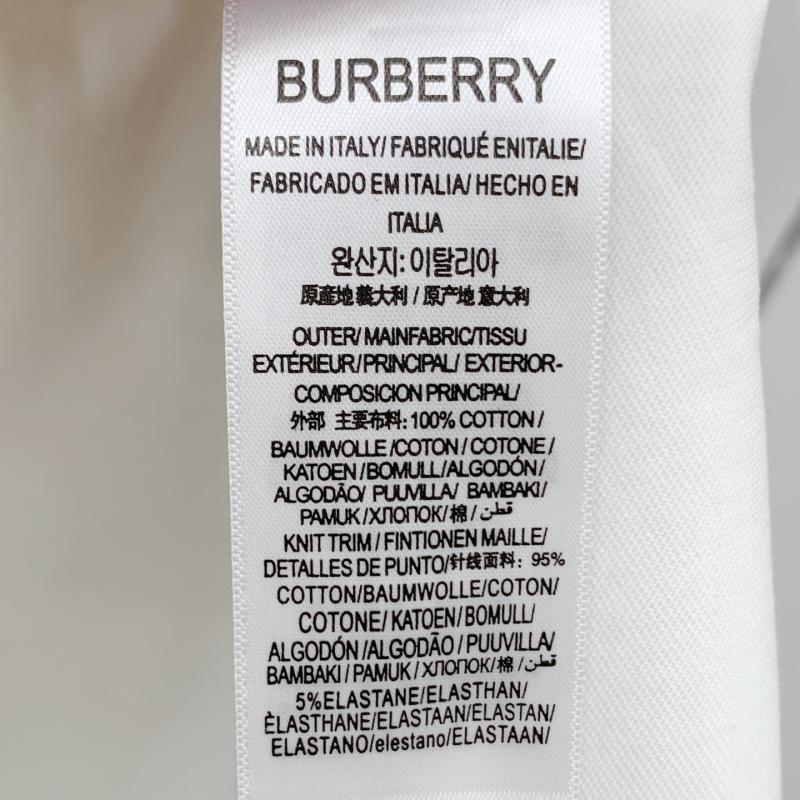 BURBERRY
MADE IN ITALY/ FABRIQUÉ ENITALIE/
FABRICADO EM ITALIA/ HECHO EN
ITALIA
완산지: 이탈리아
原産地 義大利 / 原产地 意大利
OUTER/ MAINFABRIC/TISSU
EXTÉRIEUR/PRINCIPAL/ EXTERIOR-
COMPOSICION PRINCIPAL/
外部 主要布料: 100% COTTON /
BAUMWOLLE /COTON / COTONE /
KATOEN /BOMULL/ALGODÓN/
ALGODÃO/ PUUVILLA/ BAMBAKI/
PAMUK /ХЛОПОК/ 棉 / قطن
KNIT TRIM / FINTIONEN MAILLE/
DETALLES DE PUNTO/针线面料: 95%
COTTON/BAUMWOLLE/COTON/
COTONE/ KATOEN/BOMULL/
ALGODÓN /ALGODÃO / PUUVILLA/
BAMBAKI / PAMUK /ХЛОПОК/棉 / قطن
5%ELASTANE/ELASTHAN/
ÈLASTHANE/ELASTAAN/ELASTAN/
ELASTANO/elestano/ELASTAAN/